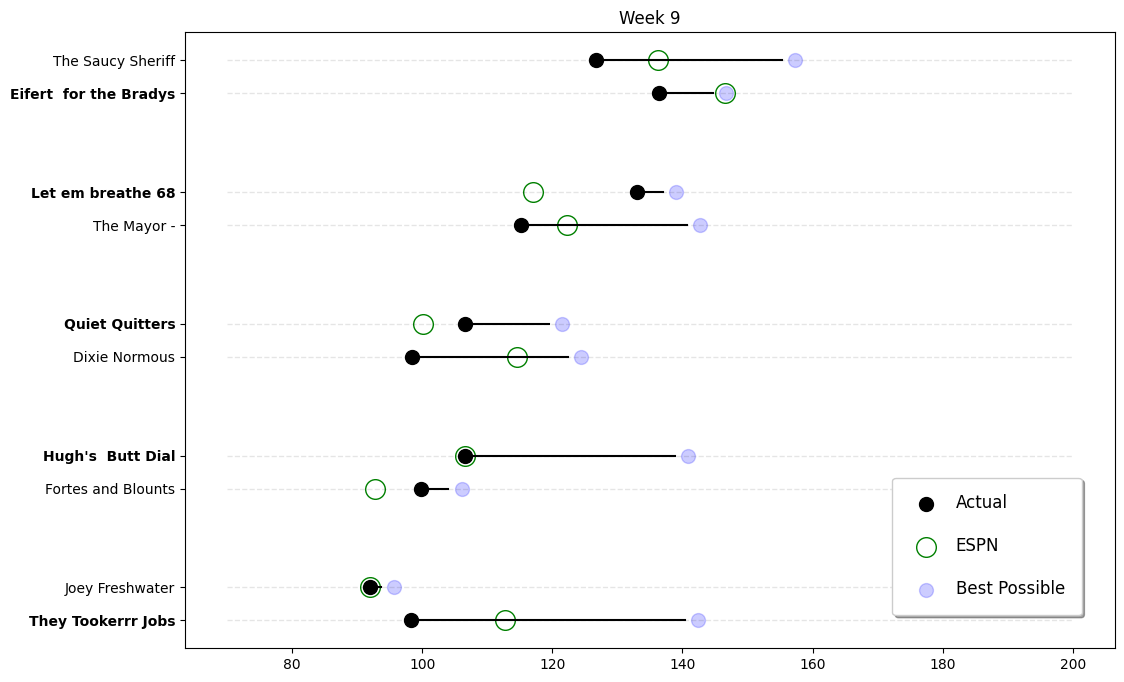 Week 9
The Saucy Sheriff
Eifert  for the Bradys
Let em breathe 68
The Mayor -
Quiet Quitters
Dixie Normous
Hugh's  Butt Dial
Fortes and Blounts
Joey Freshwater
They Tookerrr Jobs
Actual
ESPN
Best Possible
80 100 120 140 160 180 200